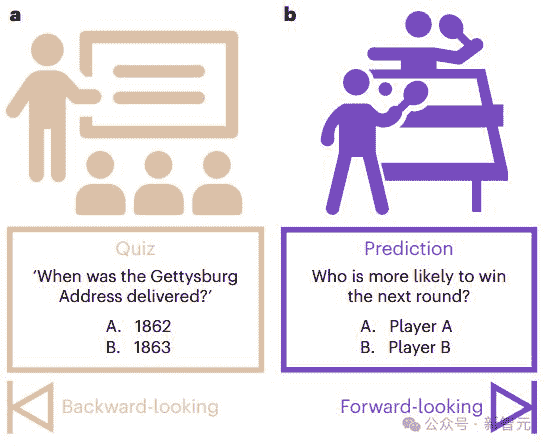 a
Quiz
‘When was the Gettysburg
Address delivered?’
A. 1862
B. 1863
Backward-looking
b
Prediction
Who is more likely to win
the next round?
A. Player A
B. Player B
Forward-looking
公众号 · 新智元